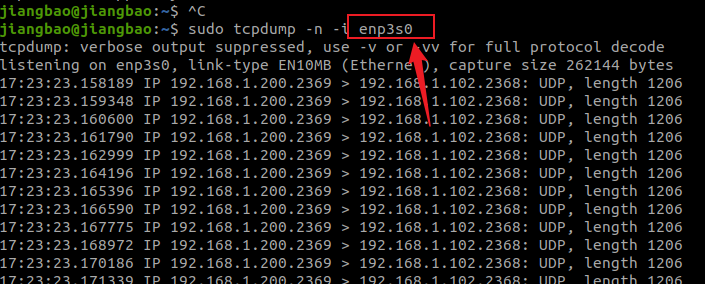 jiangbao@jiangbao:~$ ^C
jiangbao@jiangbao:~$ sudo tcpdump -n -i enp3s0
tcpdump: verbose output suppressed, use -v or -vv for full protocol decode
listening on enp3s0, link-type EN10MB (Ethernet), capture size 262144 bytes
17:23:23.158189 IP 192.168.1.200.2369 > 192.168.1.102.2368: UDP, length 1206
17:23:23.159348 IP 192.168.1.200.2369 > 192.168.1.102.2368: UDP, length 1206
17:23:23.160600 IP 192.168.1.200.2369 > 192.168.1.102.2368: UDP, length 1206
17:23:23.161790 IP 192.168.1.200.2369 > 192.168.1.102.2368: UDP, length 1206
17:23:23.162999 IP 192.168.1.200.2369 > 192.168.1.102.2368: UDP, length 1206
17:23:23.164196 IP 192.168.1.200.2369 > 192.168.1.102.2368: UDP, length 1206
17:23:23.165396 IP 192.168.1.200.2369 > 192.168.1.102.2368: UDP, length 1206
17:23:23.166590 IP 192.168.1.200.2369 > 192.168.1.102.2368: UDP, length 1206
17:23:23.167775 IP 192.168.1.200.2369 > 192.168.1.102.2368: UDP, length 1206
17:23:23.168972 IP 192.168.1.200.2369 > 192.168.1.102.2368: UDP, length 1206
17:23:23.170186 IP 192.168.1.200.2369 > 192.168.1.102.2368: UDP, length 1206
17:23:23.171339 IP 192.168.1.200.2369 > 192.168.1.102.2368: UDP, length 1206